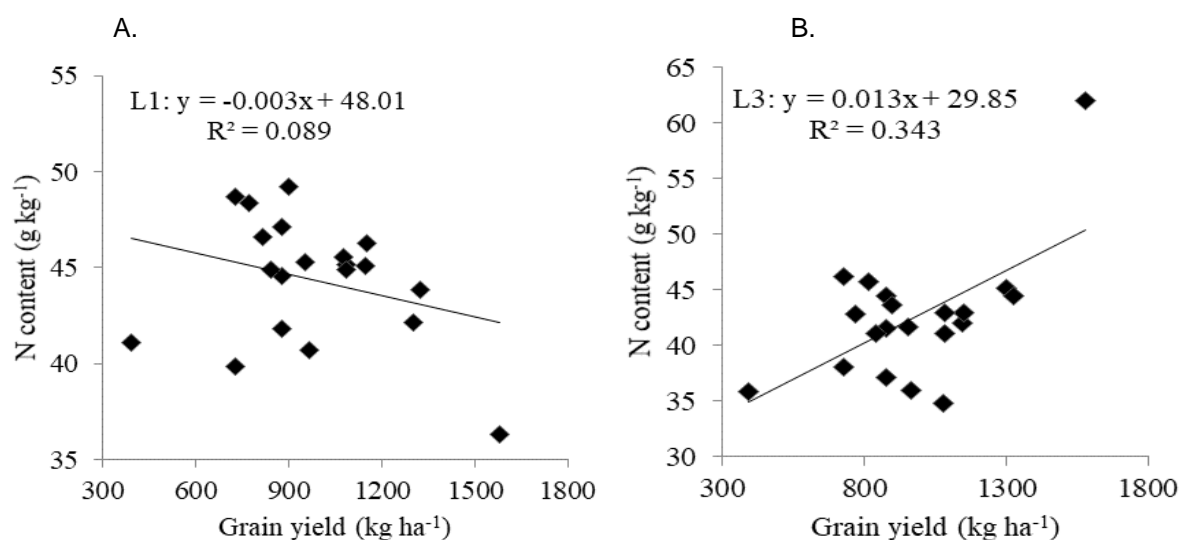 A.
55
50
45
40
35
L1: y = -0.003x + 48.01
R² = 0.089
N content (g kg⁻¹)
300 600 900 1200 1500 1800
Grain yield (kg ha⁻¹)
B.
65
60
55
50
45
40
35
30
L3: y = 0.013x + 29.85
R² = 0.343
N content (g kg⁻¹)
300 800 1300 1800
Grain yield (kg ha⁻¹)